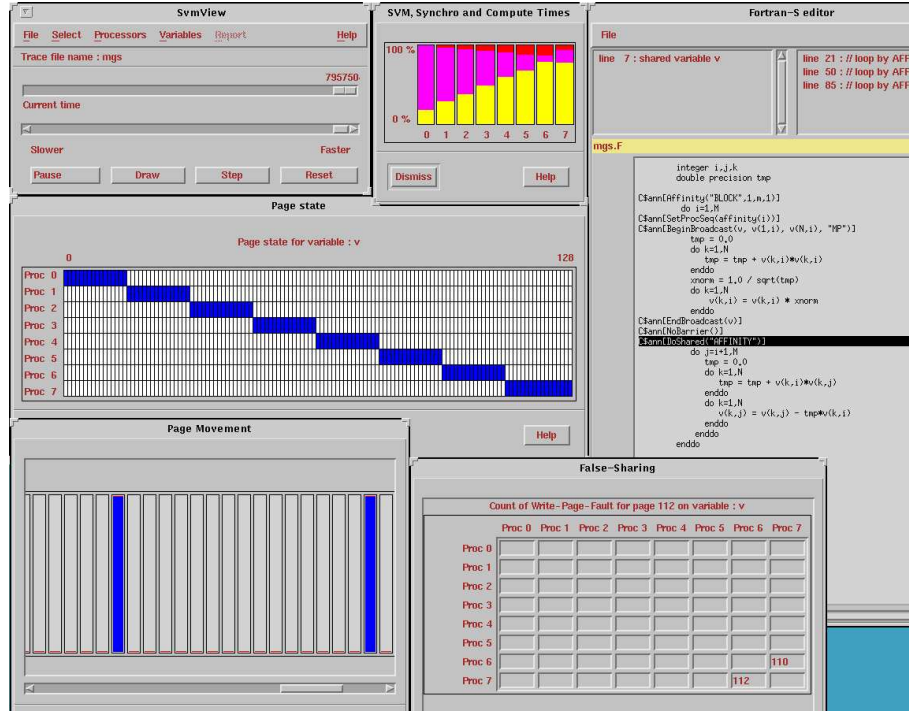 SvmView
File Select Processors Variables Report Help
Trace file name : mgs
795750
Current time
Slower Faster
Pause Draw Step Reset
SVM, Synchro and Compute Times
100 %
0 %
0 1 2 3 4 5 6 7
Dismiss Help
Fortran-S editor
File
line 7 : shared variable v
line 21 : // loop by AFF
line 50 : // loop by AFF
line 85 : // loop by AFF
mgs.F
integer i,j,k
double precision tmp
C$ann[Affinity("BLOCK",1,m,1)]
do i=1,M
C$ann[SetProcSeq(affinity(i))]
C$ann[BeginBroadcast(v, v(1,i), v(N,i), "MP")]
tmp = 0.0
do k=1,N
tmp = tmp + v(k,i)*v(k,i)
enddo
xnorm = 1.0 / sqrt(tmp)
do k=1,N
v(k,i) = v(k,i) * xnorm
enddo
C$ann[EndBroadcast(v)]
C$ann[NoBarrier()]
C$ann[DoShared("AFFINITY")]
do j=i+1,M
tmp = 0.0
do k=1,N
tmp = tmp + v(k,i)*v(k,j)
enddo
do k=1,N
v(k,j) = v(k,j) - tmp*v(k,i)
enddo
enddo
enddo
Page state
Page state for variable : v
0 128
Proc 0
Proc 1
Proc 2
Proc 3
Proc 4
Proc 5
Proc 6
Proc 7
Help
Page Movement
False-Sharing
Count of Write-Page-Fault for page 112 on variable : v
Proc 0 Proc 1 Proc 2 Proc 3 Proc 4 Proc 5 Proc 6 Proc 7
Proc 0
Proc 1
Proc 2
Proc 3
Proc 4
Proc 5
Proc 6 110
Proc 7 112